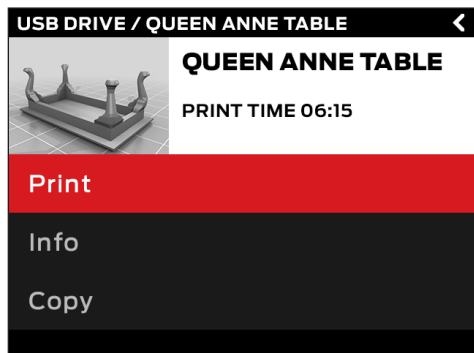 USB DRIVE / QUEEN ANNE TABLE
QUEEN ANNE TABLE
PRINT TIME 06:15
Print
Info
Copy